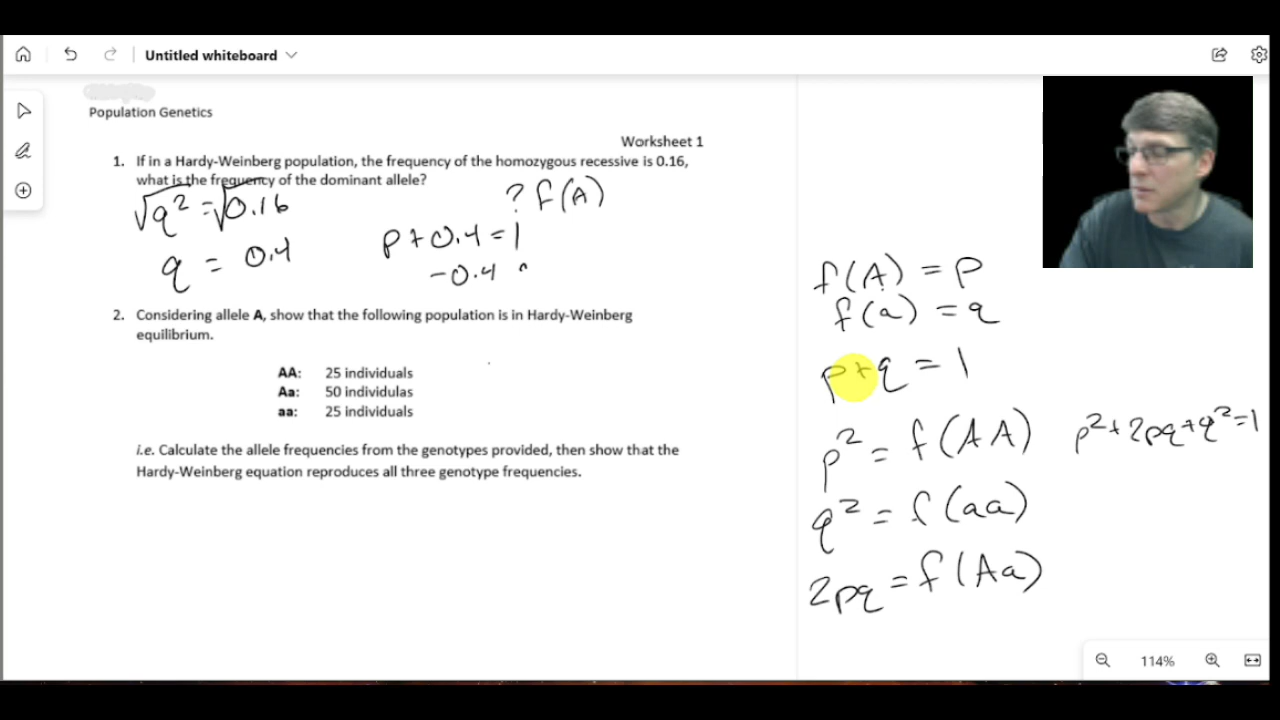 Untitled whiteboard
Population Genetics
Worksheet 1
1. If in a Hardy-Weinberg population, the frequency of the homozygous recessive is 0.16,
what is the frequency of the dominant allele?
√q² = √0.16
? f(A)
q = 0.4
p + 0.4 = 1
-0.4
2. Considering allele A, show that the following population is in Hardy-Weinberg
equilibrium.
AA: 25 individuals
Aa: 50 individulas
aa: 25 individuals
i.e. Calculate the allele frequencies from the genotypes provided, then show that the
Hardy-Weinberg equation reproduces all three genotype frequencies.
f(A) = p
f(a) = q
p+q = 1
p² = f(AA)
p²+2pq+q²=1
q² = f(aa)
2pq = f(Aa)
114%